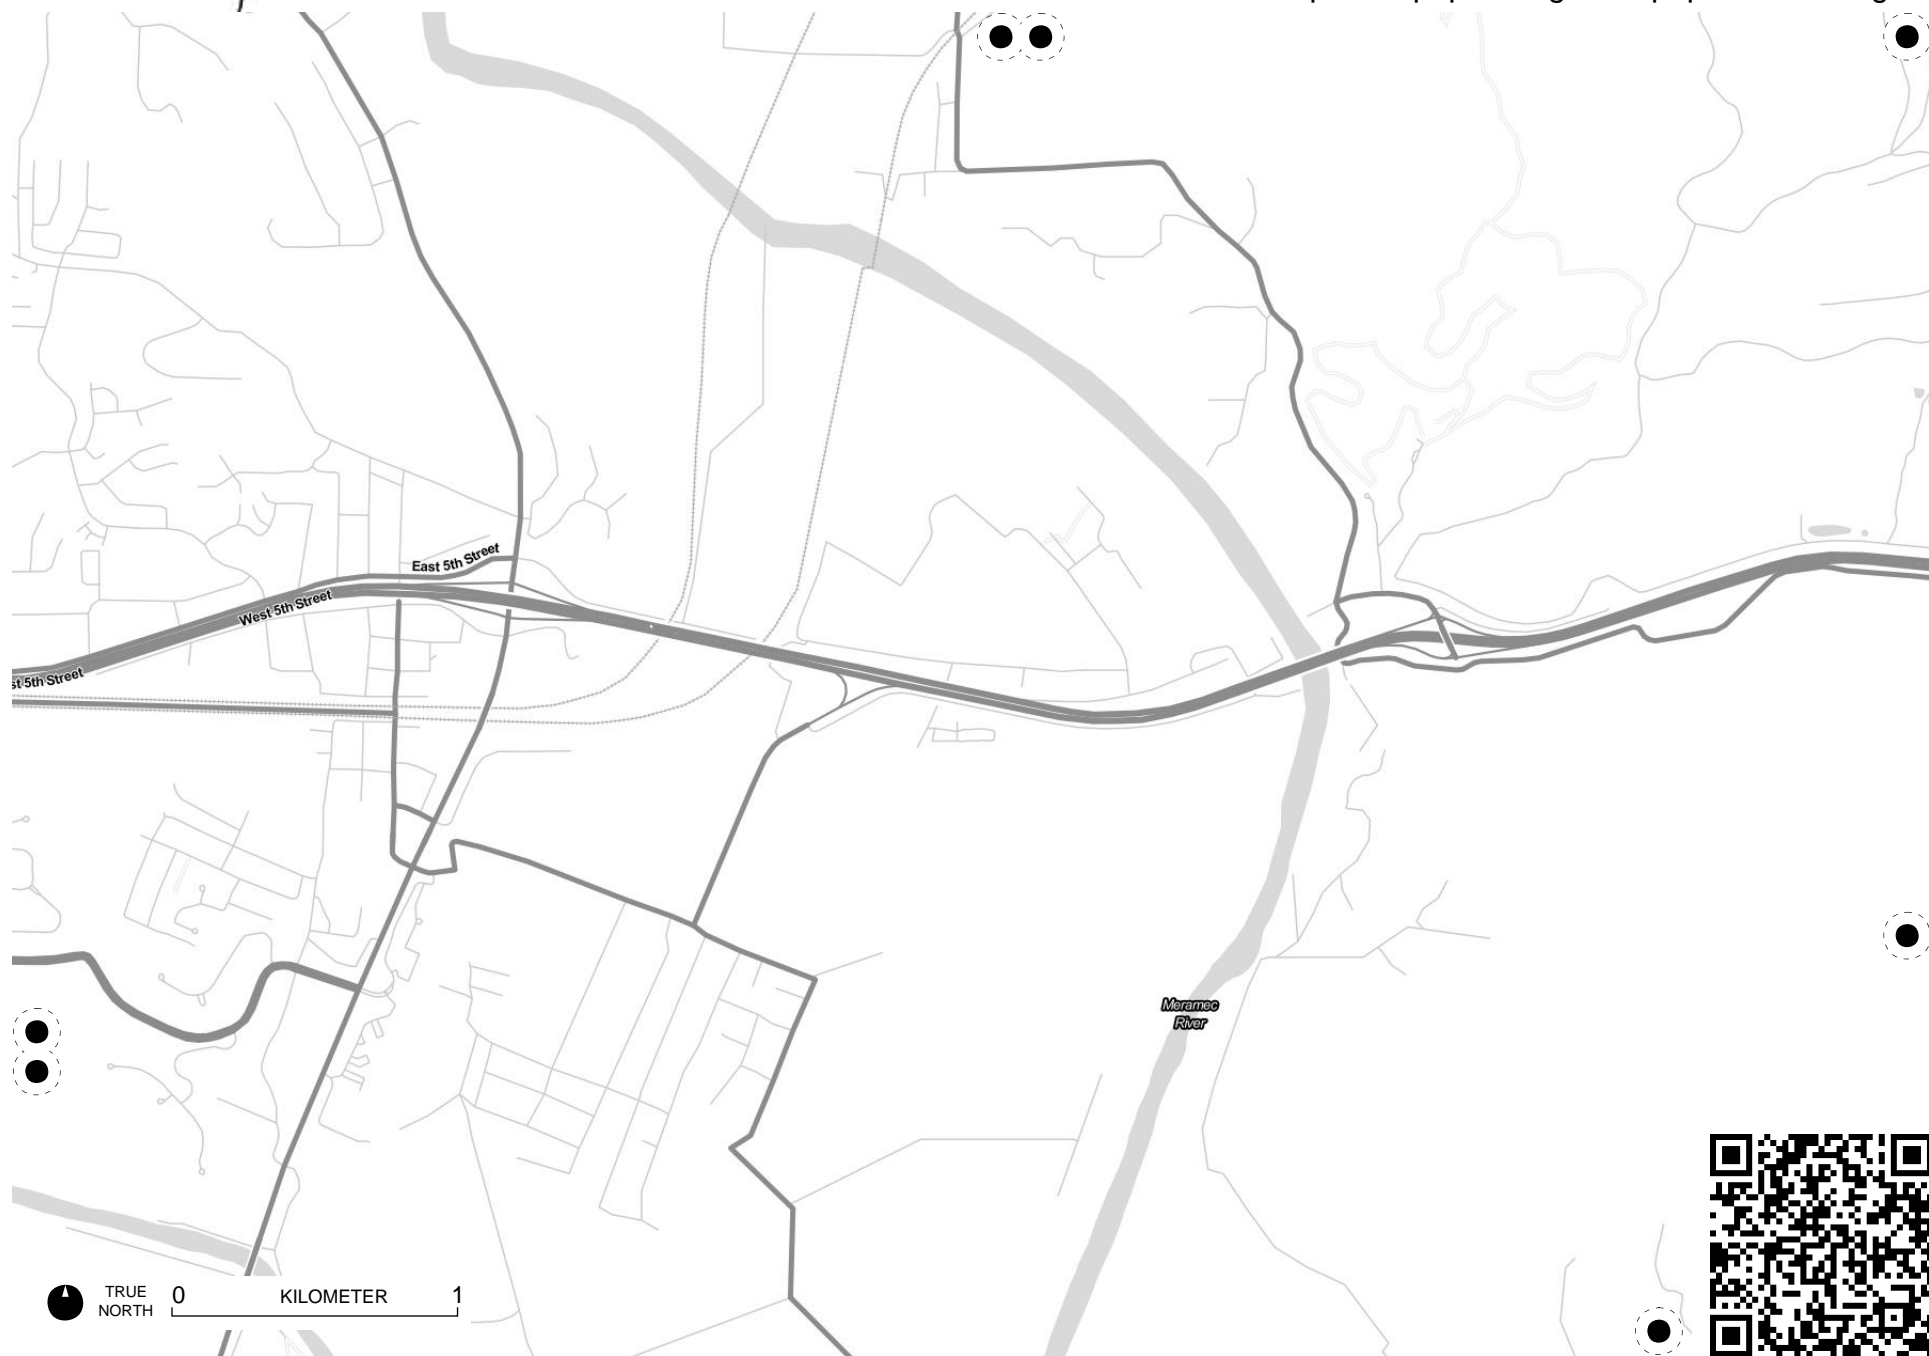 East 5th Street
West 5th Street
st 5th Street
Meramec
River
TRUE
NORTH
0 KILOMETER 1